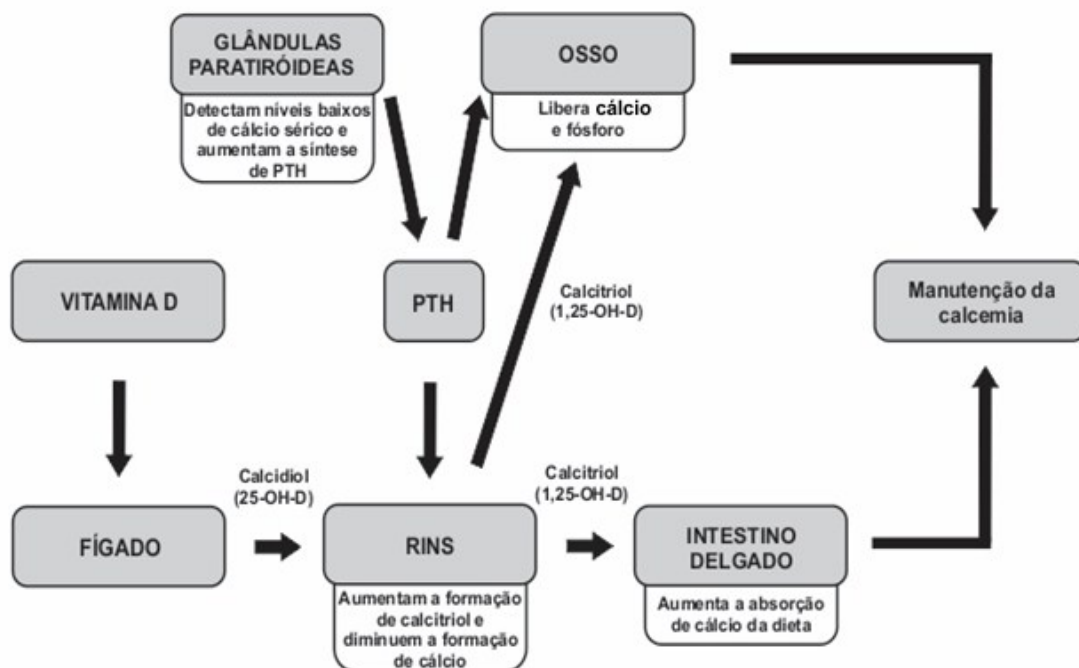 GLÂNDULAS
PARATIRÓIDEAS
Detectam níveis baixos
de cálcio sérico e
aumentam a síntese
de PTH
OSSO
Libera cálcio
e fósforo
VITAMINA D
PTH
Calcitriol
(1,25-OH-D)
Manutenção da
calcemia
Calcidiol
(25-OH-D)
Calcitriol
(1,25-OH-D)
FÍGADO
RINS
Aumentam a formação
de calcitriol e
diminuem a formação
de cálcio
INTESTINO
DELGADO
Aumenta a absorção
de cálcio da dieta